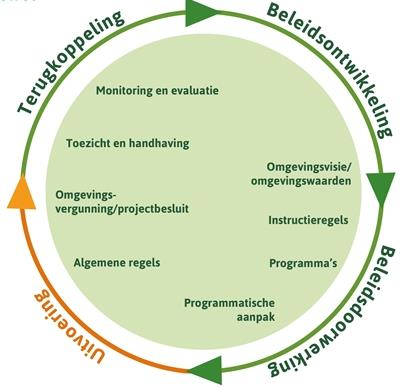 Terugkoppeling
Beleidsontwikkeling
Monitoring en evaluatie
Toezicht en handhaving
Omgevingsvisie/
omgevingswaarden
Omgevings-
vergunning/projectbesluit
Instructieregels
Algemene regels
Programma's
Programmatische
aanpak
Uitvoering
Beleidsdoorwerking